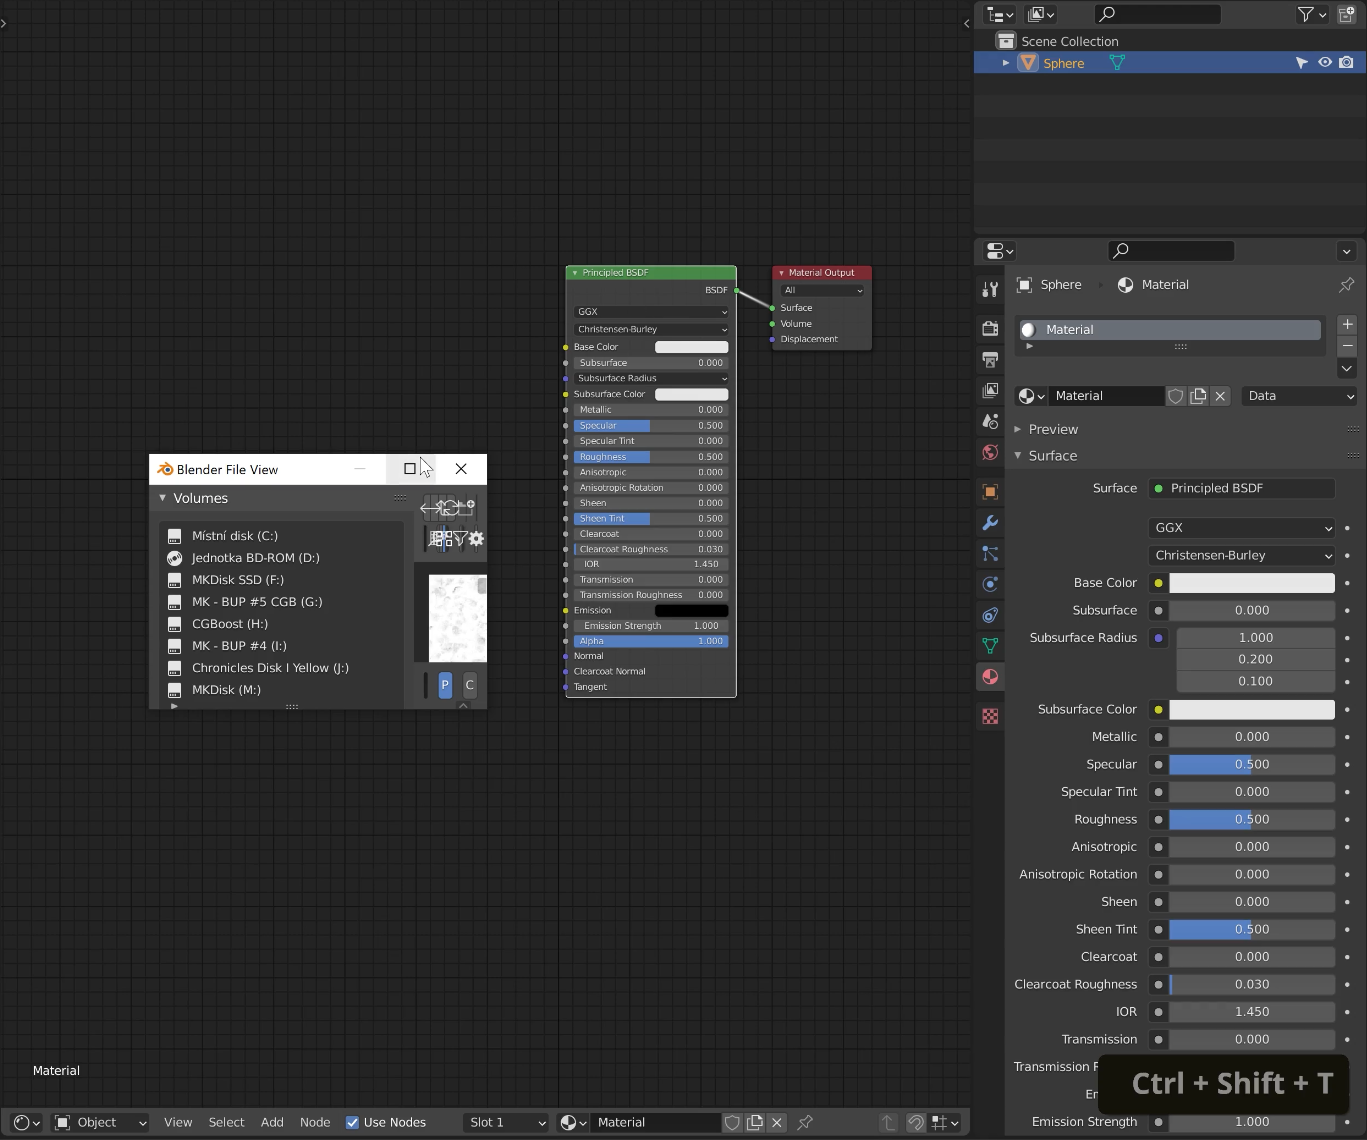 Scene Collection
Sphere
Sphere
Material
Material
Material
Data
Preview
Surface
Surface
Principled BSDF
GGX
Christensen-Burley
Base Color
Subsurface
0.000
Subsurface Radius
1.000
0.200
0.100
Subsurface Color
Metallic
0.000
Specular
0.500
Specular Tint
0.000
Roughness
0.500
Anisotropic
0.000
Anisotropic Rotation
0.000
Sheen
0.000
Sheen Tint
0.500
Clearcoat
0.000
Clearcoat Roughness
0.030
IOR
1.450
Transmission
0.000
Transmission
Emission Strength
1.000
Ctrl + Shift + T
Principled BSDF
BSDF
GGX
Christensen-Burley
Base Color
Subsurface 0.000
Subsurface Radius
Subsurface Color
Metallic 0.000
Specular 0.500
Specular Tint 0.000
Roughness 0.500
Anisotropic 0.000
Anisotropic Rotation 0.000
Sheen 0.000
Sheen Tint 0.500
Clearcoat 0.000
Clearcoat Roughness 0.030
IOR 1.450
Transmission 0.000
Transmission Roughness 0.000
Emission
Emission Strength 1.000
Alpha 1.000
Normal
Clearcoat Normal
Tangent
Material Output
All
Surface
Volume
Displacement
Blender File View
Volumes
Místní disk (C:)
Jednotka BD-ROM (D:)
MKDisk SSD (F:)
MK - BUP #5 CGB (G:)
CGBoost (H:)
MK - BUP #4 (I:)
Chronicles Disk I Yellow (J:)
MKDisk (M:)
P
C
Material
Object
View
Select
Add
Node
Use Nodes
Slot 1
Material